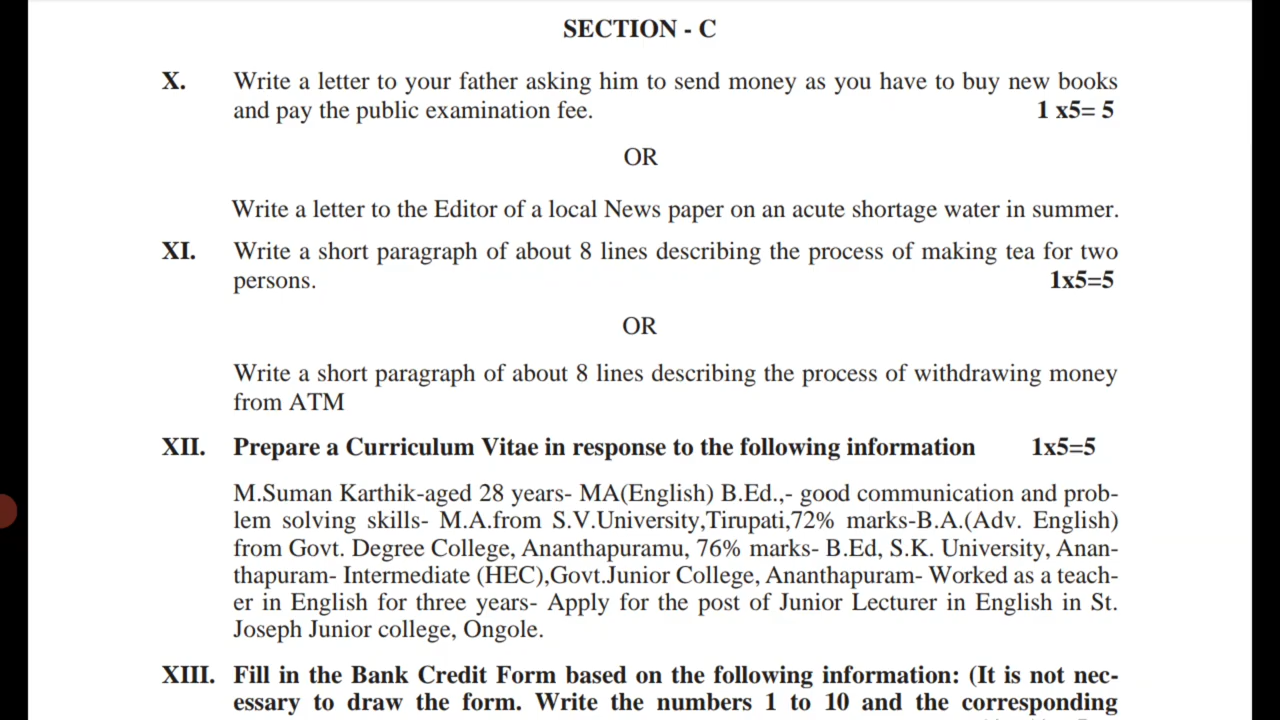 SECTION - C
X. Write a letter to your father asking him to send money as you have to buy new books
and pay the public examination fee. 1 x5= 5
OR
Write a letter to the Editor of a local News paper on an acute shortage water in summer.
XI. Write a short paragraph of about 8 lines describing the process of making tea for two
persons. 1x5=5
OR
Write a short paragraph of about 8 lines describing the process of withdrawing money
from ATM
XII. Prepare a Curriculum Vitae in response to the following information 1x5=5
M.Suman Karthik-aged 28 years- MA(English) B.Ed.,- good communication and prob-
lem solving skills- M.A.from S.V.University,Tirupati,72% marks-B.A.(Adv. English)
from Govt. Degree College, Ananthapuramu, 76% marks- B.Ed, S.K. University, Anan-
thapuram- Intermediate (HEC),Govt.Junior College, Ananthapuram- Worked as a teach-
er in English for three years- Apply for the post of Junior Lecturer in English in St.
Joseph Junior college, Ongole.
XIII. Fill in the Bank Credit Form based on the following information: (It is not nec-
essary to draw the form. Write the numbers 1 to 10 and the corresponding